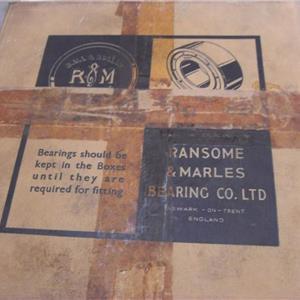 R&M
Bearings should be
kept in the Boxes
until they are
required for fitting
RANSOME
& MARLES
BEARING CO. LTD
NEWARK-ON-TRENT
ENGLAND